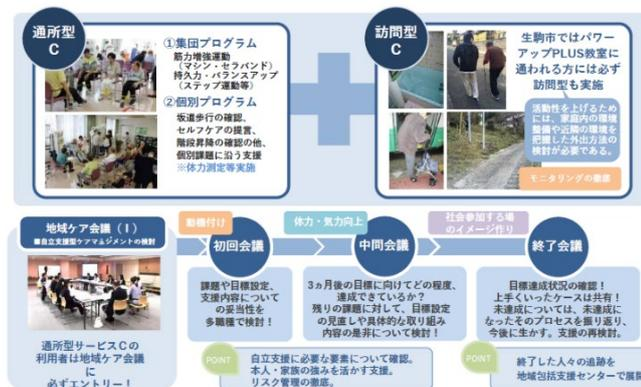 通所型
C
①集団プログラム
筋力増強運動
(マシン・セラバンド)
持久力・バランスアップ
(ステップ運動等)
②個別プログラム
坂道歩行の確認、
セルフケアの提言、
階段昇降の確認の他、
個別課題に沿う支援
※体力測定等実施
訪問型
C
生駒市ではパワー
アップPLUS教室に
通われる方には必ず
訪問型も実施
活動性を上げるため
には、家庭内の環境
整備や近隣の環境を
把握した外出方法の
検討が必要である。
モニタリングの徹底
地域ケア会議(Ⅰ)
■自立支援型ケアマネジメントの検討
通所型サービスCの
利用者は地域ケア会議
に
必ずエントリー!
動機付け
初回会議
課題や目標設定、
支援内容について
の妥当性を
多職種で検討!
体力・気力向上
中間会議
3ヵ月後の目標に向けてどの程度、
達成できているか?
残りの課題に対して、目標設定
の見直しや具体的な取り組み
内容の是非について検討!
社会参加する場
のイメージ作り
終了会議
目標達成状況の確認!
上手くいったケースは共有!
未達成については、未達成に
なったそのプロセスを振り返り、
今後に生かす。支援の再検討。
POINT
自立支援に必要な要素について確認。
本人・家族の強みを活かす支援。
リスク管理の徹底。
POINT
終了した人々の追跡を
地域包括支援センターで展開